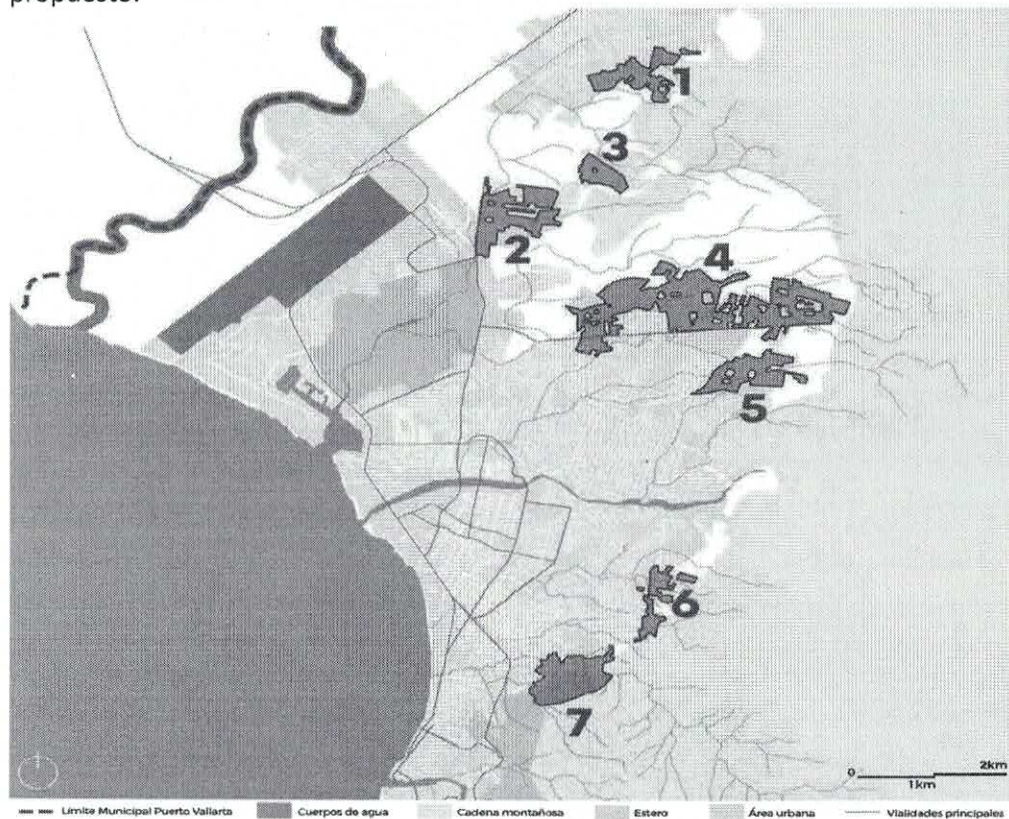 propuesto.
1
3
2
4
5
6
7
0 1km 2km
Límite Municipal Puerto Vallarta Cuerpos de agua Cadena montañosa Estero Área urbana Vialidades principales